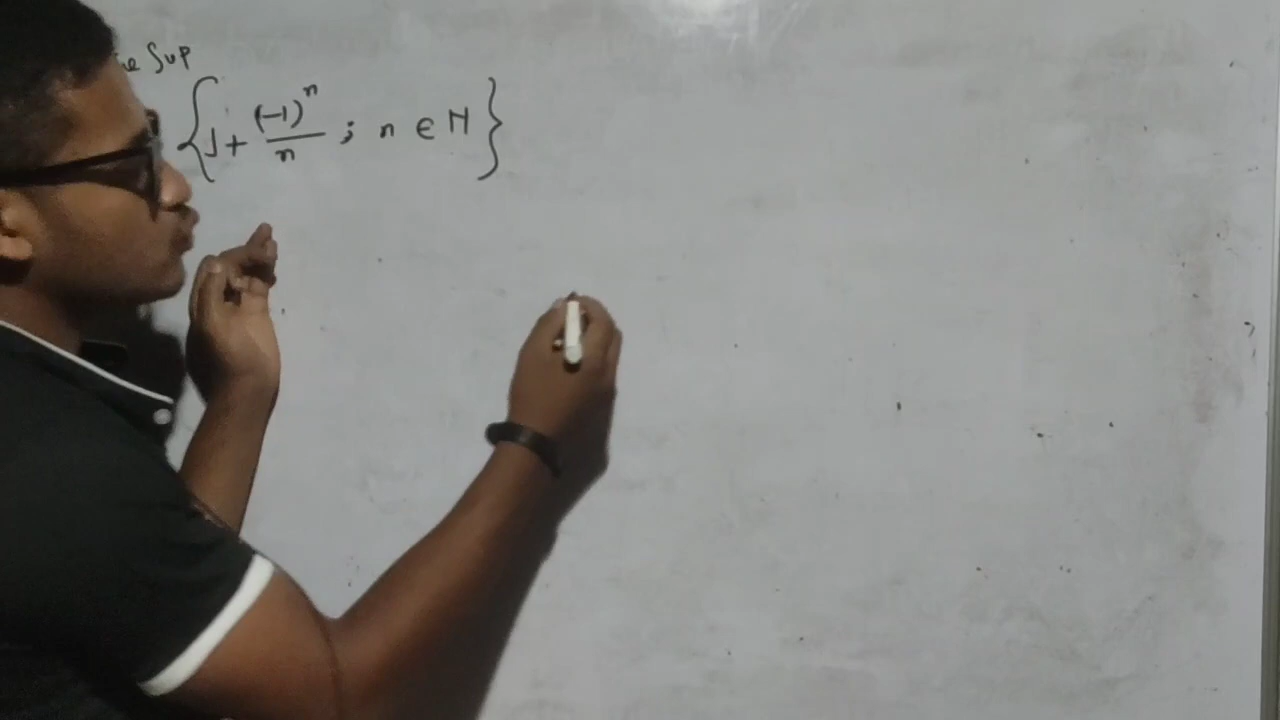 Sup
{1 + (-1)^n / n ; n ∈ N}